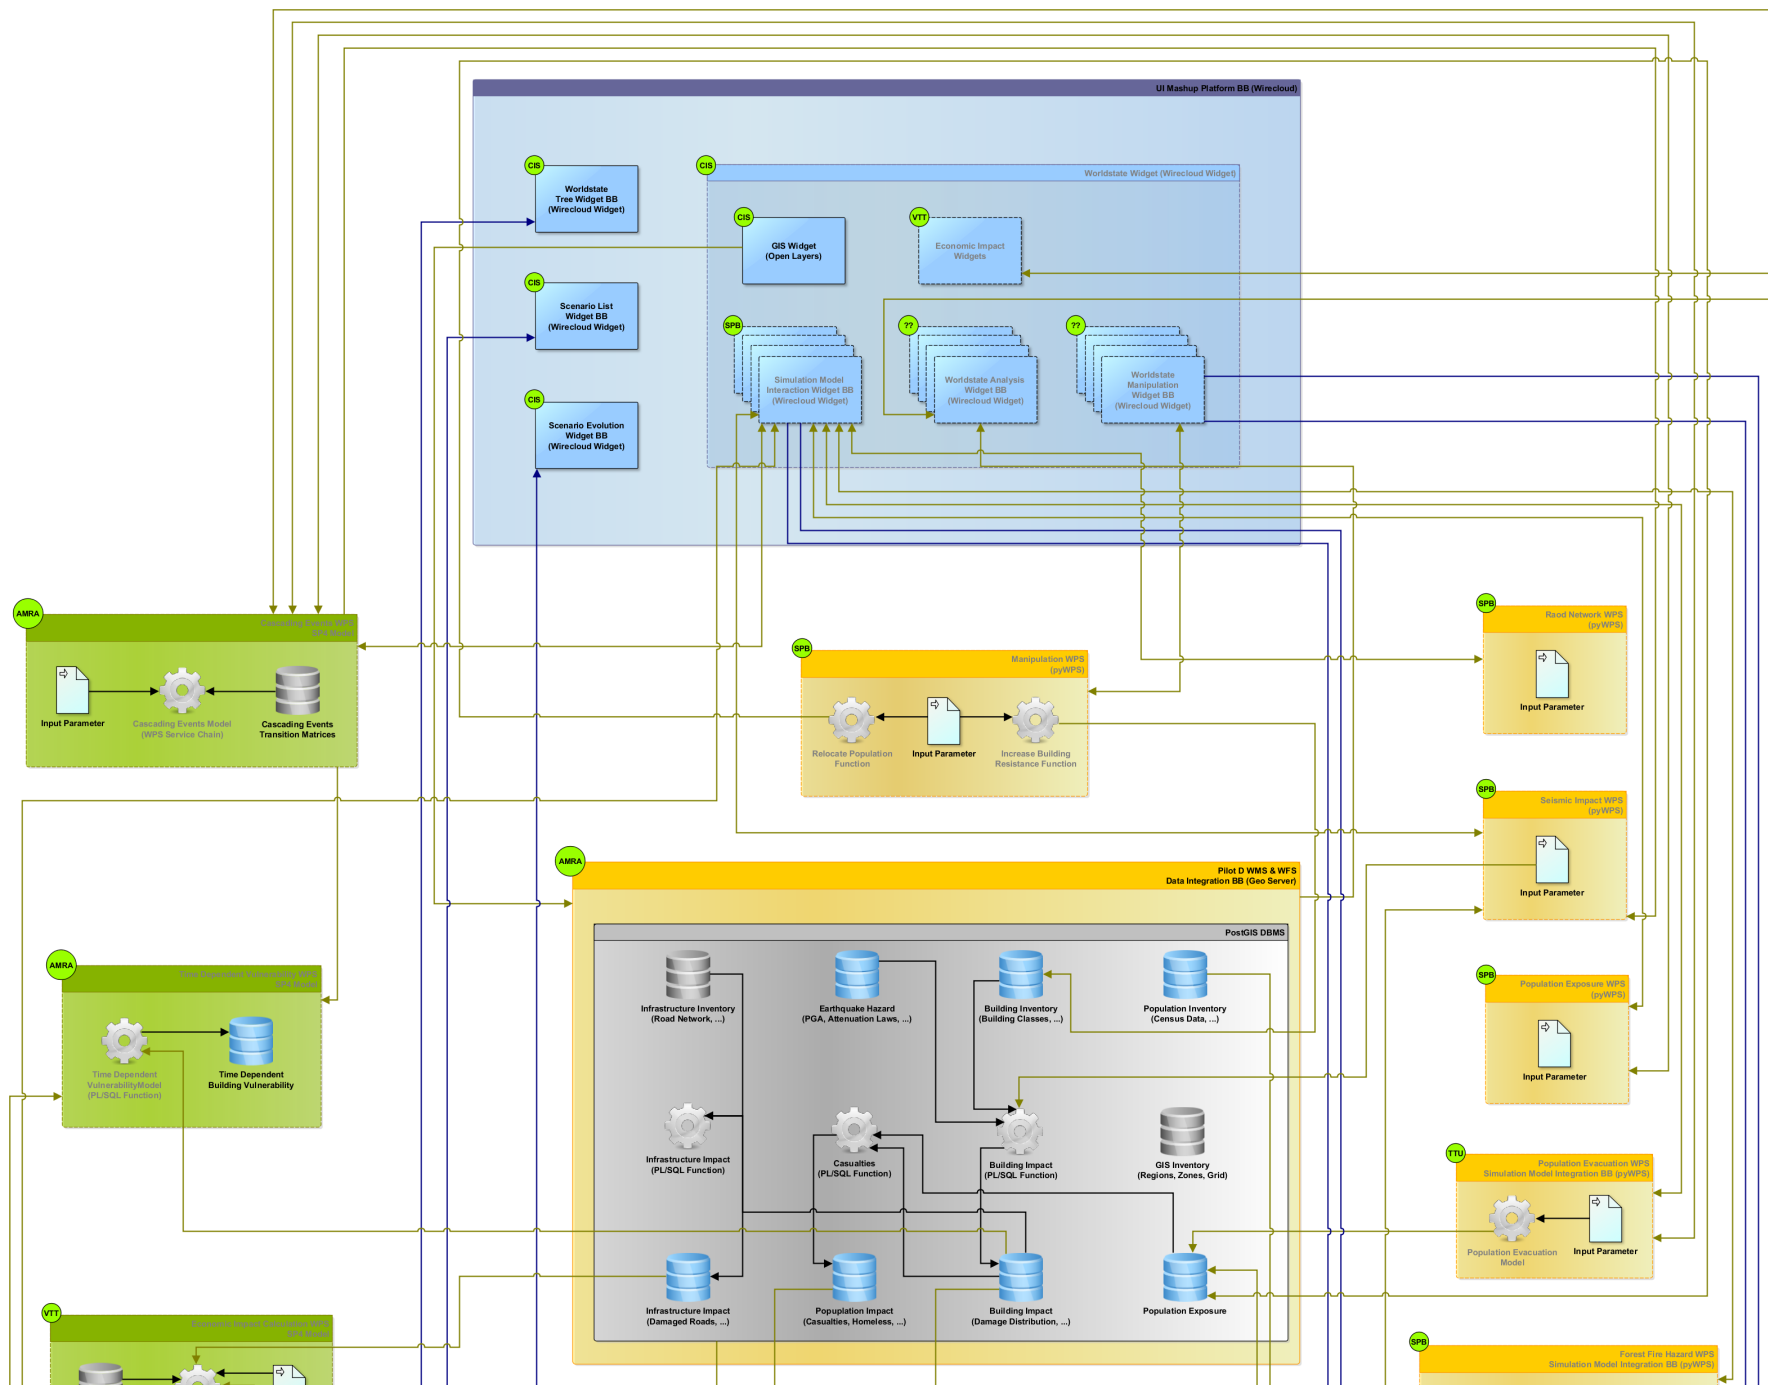 UI Mashup Platform BB (Wirecloud)
CIS
Worldstate
Tree Widget BB
(Wirecloud Widget)
CIS
Worldstate Widget (Wirecloud Widget)
CIS
GIS Widget
(Open Layers)
VTT
Economic Impact
Widgets
CIS
Scenario List
Widget BB
(Wirecloud Widget)
SPB
Simulation Model
Interaction Widget BB
(Wirecloud Widget)
??
Worldstate Analysis
Widget BB
(Wirecloud Widget)
??
Worldstate
Manipulation
Widget BB
(Wirecloud Widget)
CIS
Scenario Evolution
Widget BB
(Wirecloud Widget)
AMRA
Cascading Events WPS
SP4 Model
Input Parameter
Cascading Events Model
(WPS Service Chain)
Cascading Events
Transition Matrices
SPB
Manipulation WPS
(pyWPS)
Relocate Population
Function
Input Parameter
Increase Building
Resistance Function
SPB
Raod Network WPS
(pyWPS)
Input Parameter
SPB
Seismic Impact WPS
(pyWPS)
Input Parameter
AMRA
Pilot D WMS & WFS
Data Integration BB (Geo Server)
PostGIS DBMS
Infrastructure Inventory
(Road Network, ...)
Earthquake Hazard
(PGA, Attenuation Laws, ...)
Building Inventory
(Building Classes, ...)
Population Inventory
(Census Data, ...)
Infrastructure Impact
(PL/SQL Function)
Casualties
(PL/SQL Function)
Building Impact
(PL/SQL Function)
GIS Inventory
(Regions, Zones, Grid)
Infrastructure Impact
(Damaged Roads, ...)
Popuplation Impact
(Casualties, Homeless, ...)
Building Impact
(Damage Distribution, ...)
Population Exposure
AMRA
Time Dependent Vulnerability WPS
SP4 Model
Time Dependent
VulnerabilityModel
(PL/SQL Function)
Time Dependent
Building Vulnerability
SPB
Population Exposure WPS
(pyWPS)
Input Parameter
TTU
Population Evacuation WPS
Simulation Model Integration BB (pyWPS)
Population Evacuation
Model
Input Parameter
VTT
Economic Impact Calculation WPS
SP4 Model
SPB
Forest Fire Hazard WPS
Simulation Model Integration BB (pyWPS)